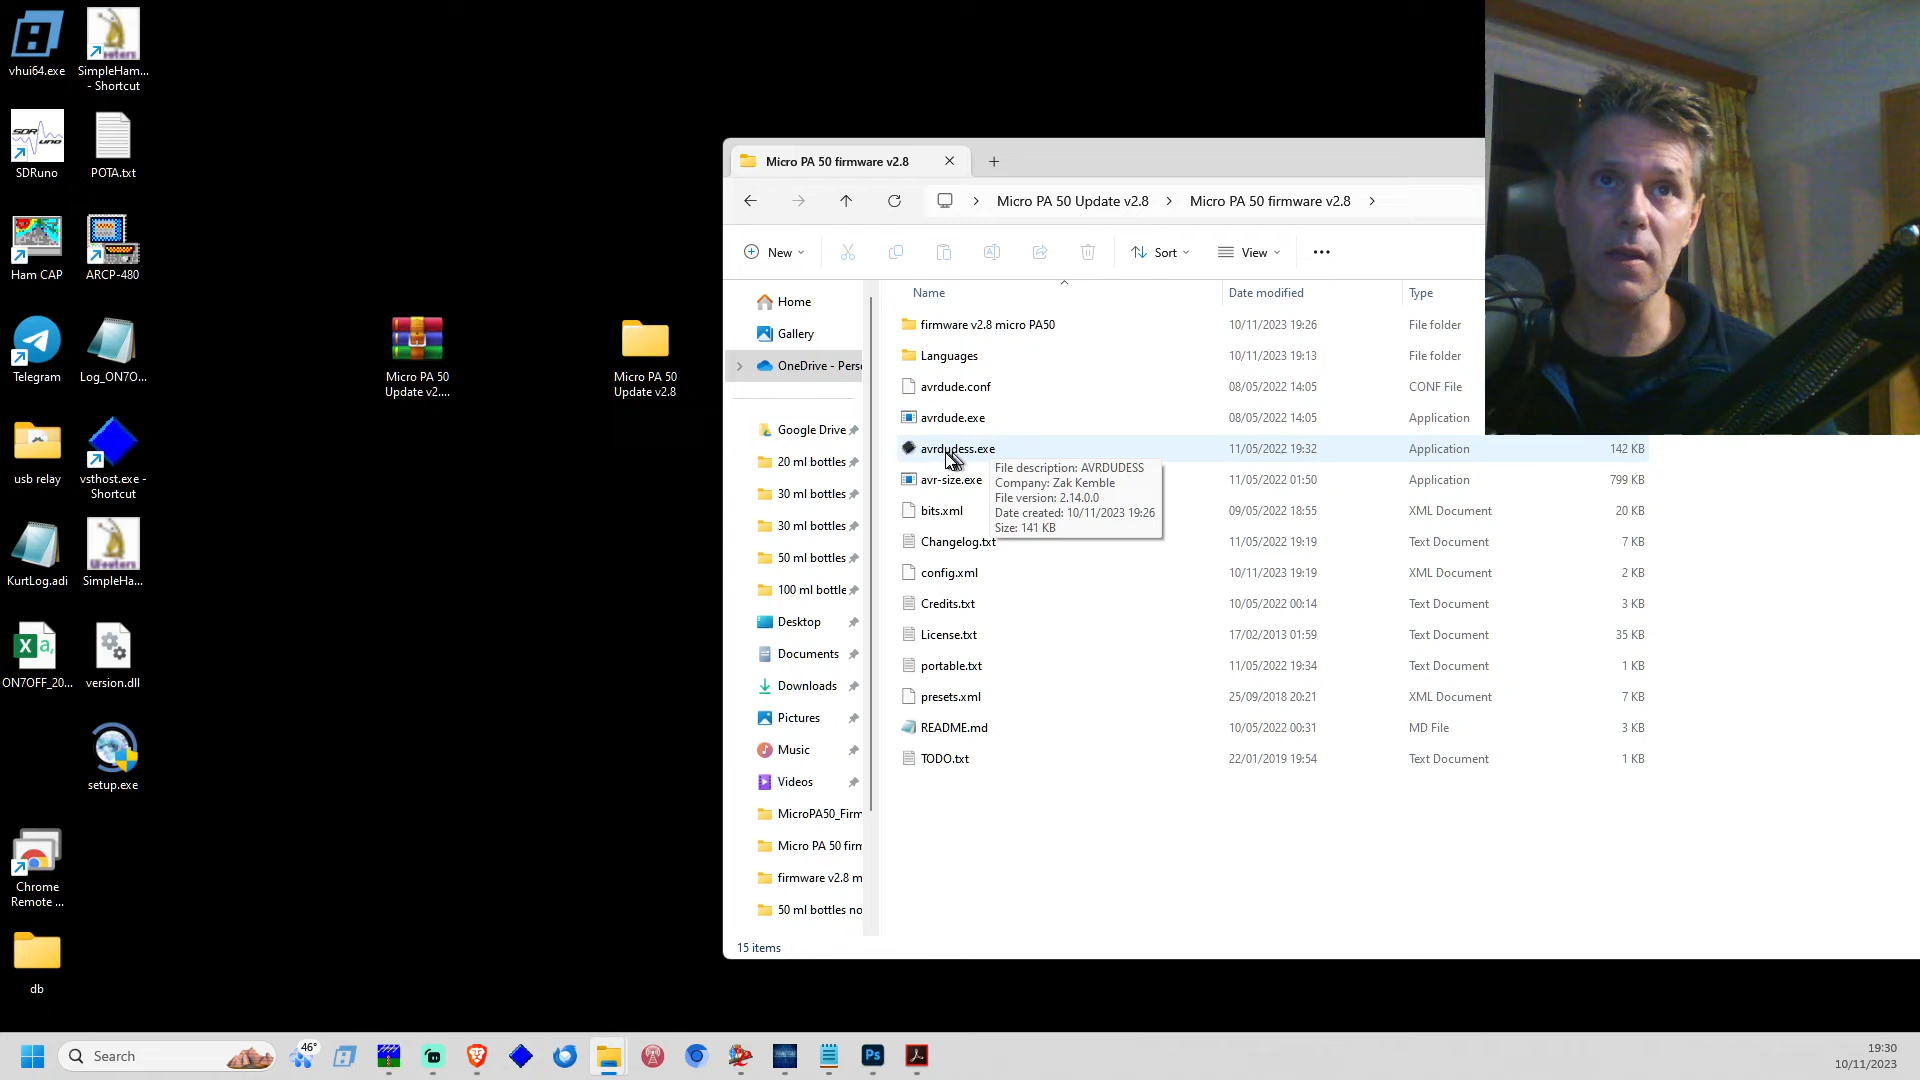 vhui64.exe
SimpleHam...
- Shortcut
SDRuno
POTA.txt
Ham CAP
ARCP-480
Telegram
Log_ON7O...
usb relay
vsthost.exe -
Shortcut
KurtLog.adi
SimpleHa...
ON7OFF_20...
version.dll
setup.exe
Chrome
Remote ...
db
Micro PA 50
Update v2....
Micro PA 50
Update v2.8
Micro PA 50 firmware v2.8
Micro PA 50 Update v2.8 > Micro PA 50 firmware v2.8 >
New
Sort
View
Home
Gallery
OneDrive - Pers
Google Drive
20 ml bottles
30 ml bottles
30 ml bottles
50 ml bottles
100 ml bottle
Desktop
Documents
Downloads
Pictures
Music
Videos
MicroPA50_Firm
Micro PA 50 firm
firmware v2.8 m
50 ml bottles no
Name Date modified Type
firmware v2.8 micro PA50 10/11/2023 19:26 File folder
Languages 10/11/2023 19:13 File folder
avrdude.conf 08/05/2022 14:05 CONF File
avrdude.exe 08/05/2022 14:05 Application
avrdudess.exe 11/05/2022 19:32 Application 142 KB
avr-size.exe 11/05/2022 01:50 Application 799 KB
bits.xml 09/05/2022 18:55 XML Document 20 KB
Changelog.txt 11/05/2022 19:19 Text Document 7 KB
config.xml 10/11/2023 19:19 XML Document 2 KB
Credits.txt 10/05/2022 00:14 Text Document 3 KB
License.txt 17/02/2013 01:59 Text Document 35 KB
portable.txt 11/05/2022 19:34 Text Document 1 KB
presets.xml 25/09/2018 20:21 XML Document 7 KB
README.md 10/05/2022 00:31 MD File 3 KB
TODO.txt 22/01/2019 19:54 Text Document 1 KB
File description: AVRDUDESS
Company: Zak Kemble
File version: 2.14.0.0
Date created: 10/11/2023 19:26
Size: 141 KB
15 items
Search
46°
Ps
19:30
10/11/2023